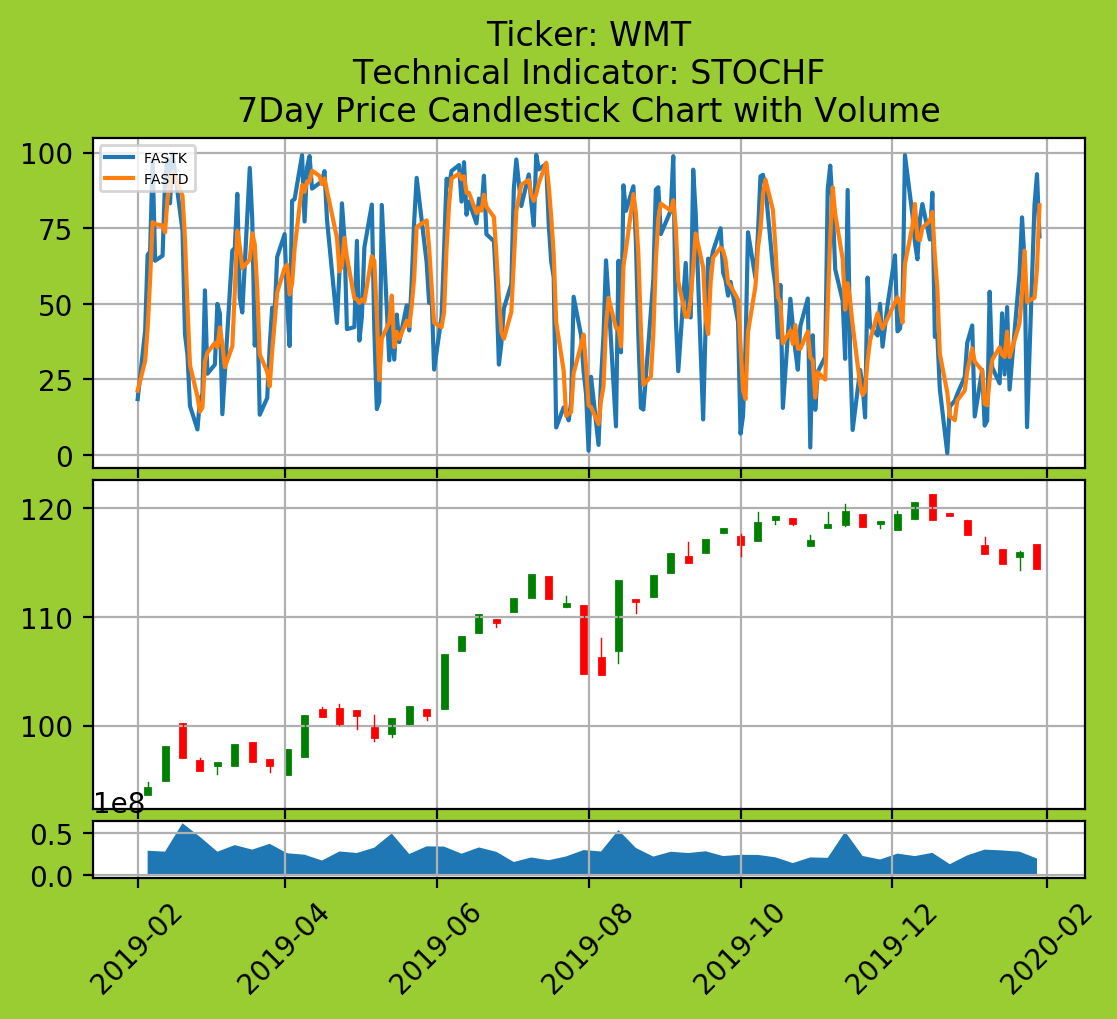 Ticker: WMT
Technical Indicator: STOCHF
7Day Price Candlestick Chart with Volume
100
75
50
25
0
FASTK
FASTD
120
110
100
1e8
0.5
0.0
2019-02
2019-04
2019-06
2019-08
2019-10
2019-12
2020-02